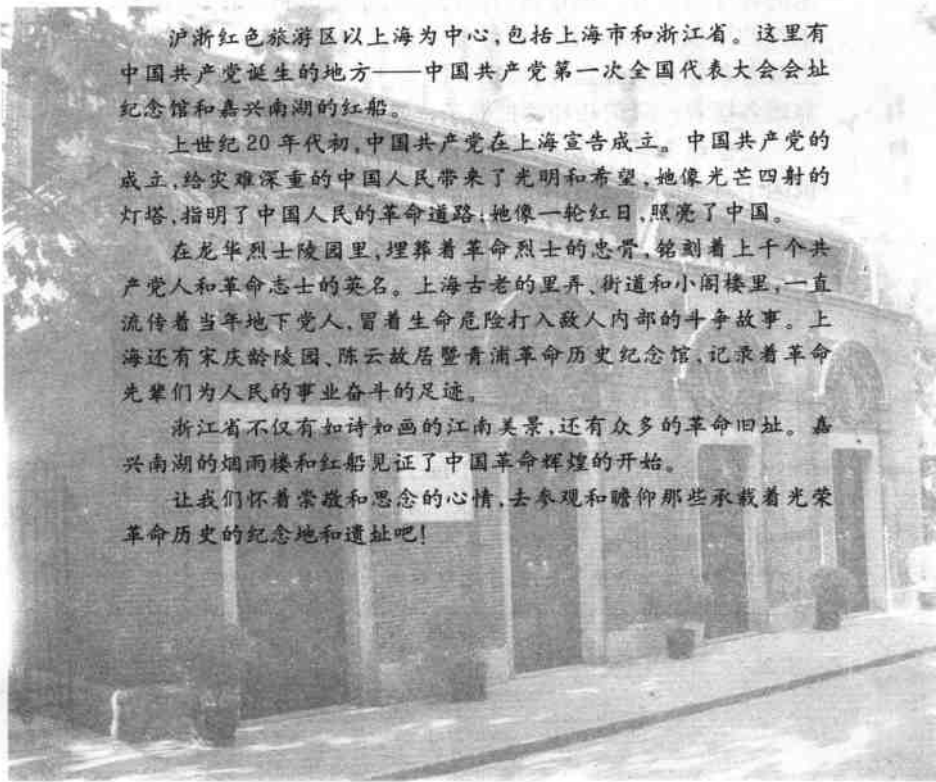 沪浙红色旅游区以上海为中心,包括上海市和浙江省。这里有
中国共产党诞生的地方——中国共产党第一次全国代表大会会址
纪念馆和嘉兴南湖的红船。
上世纪20年代初,中国共产党在上海宣告成立。中国共产党的
成立,给灾难深重的中国人民带来了光明和希望,她像光芒四射的
灯塔,指明了中国人民的革命道路;她像一轮红日,照亮了中国。
在龙华烈士陵园里,埋葬着革命烈士的忠骨,铭刻着上千个共
产党人和革命志士的英名。上海古老的里弄、街道和小阁楼里,一直
流传着当年地下党人,冒着生命危险打入敌人内部的斗争故事。上
海还有宋庆龄陵园、陈云故居暨青浦革命历史纪念馆,记录着革命
先辈们为人民的事业奋斗的足迹。
浙江省不仅有如诗如画的江南美景,还有众多的革命旧址。嘉
兴南湖的烟雨楼和红船见证了中国革命辉煌的开始。
让我们怀着崇敬和思念的心情,去参观和瞻仰那些承载着光荣
革命历史的纪念地和遗址吧!